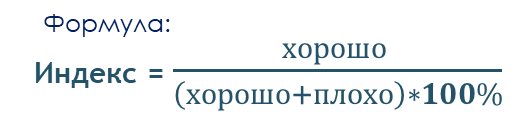 Формула:
хорошо
Индекс =
(хорошо+плохо)*100%